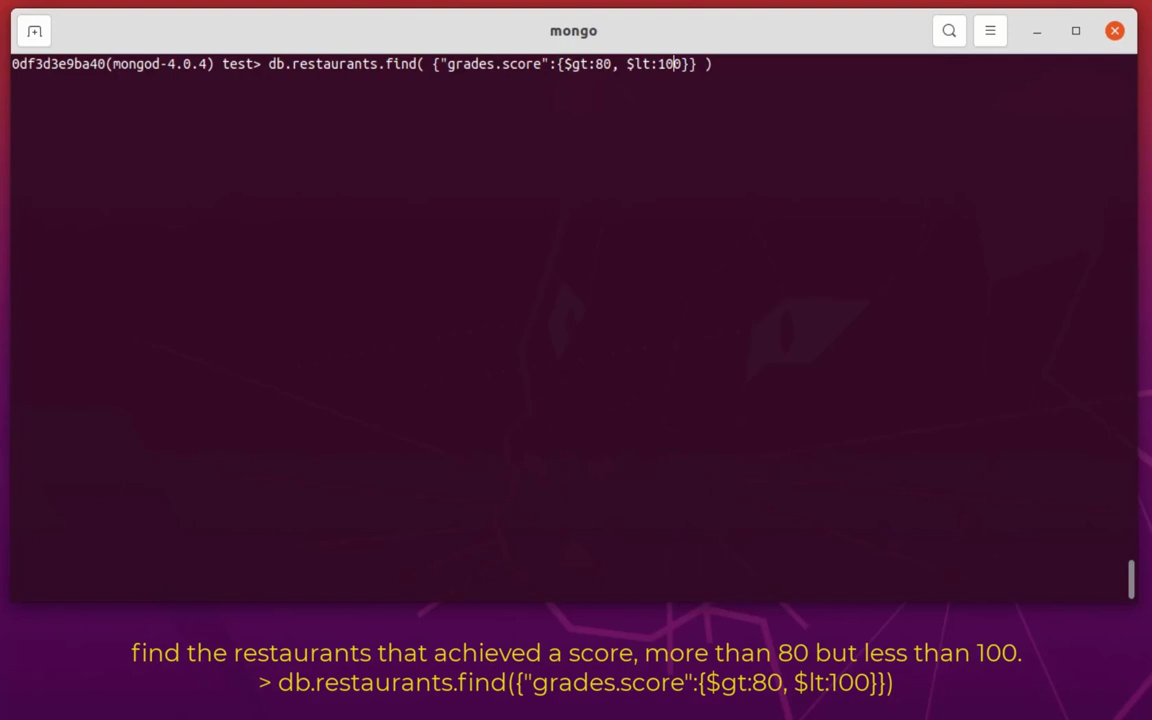 mongo
0df3d3e9ba40(mongod-4.0.4) test> db.restaurants.find( {"grades.score":{$gt:80, $lt:100}} )
find the restaurants that achieved a score, more than 80 but less than 100.
> db.restaurants.find({"grades.score":{$gt:80, $lt:100}})